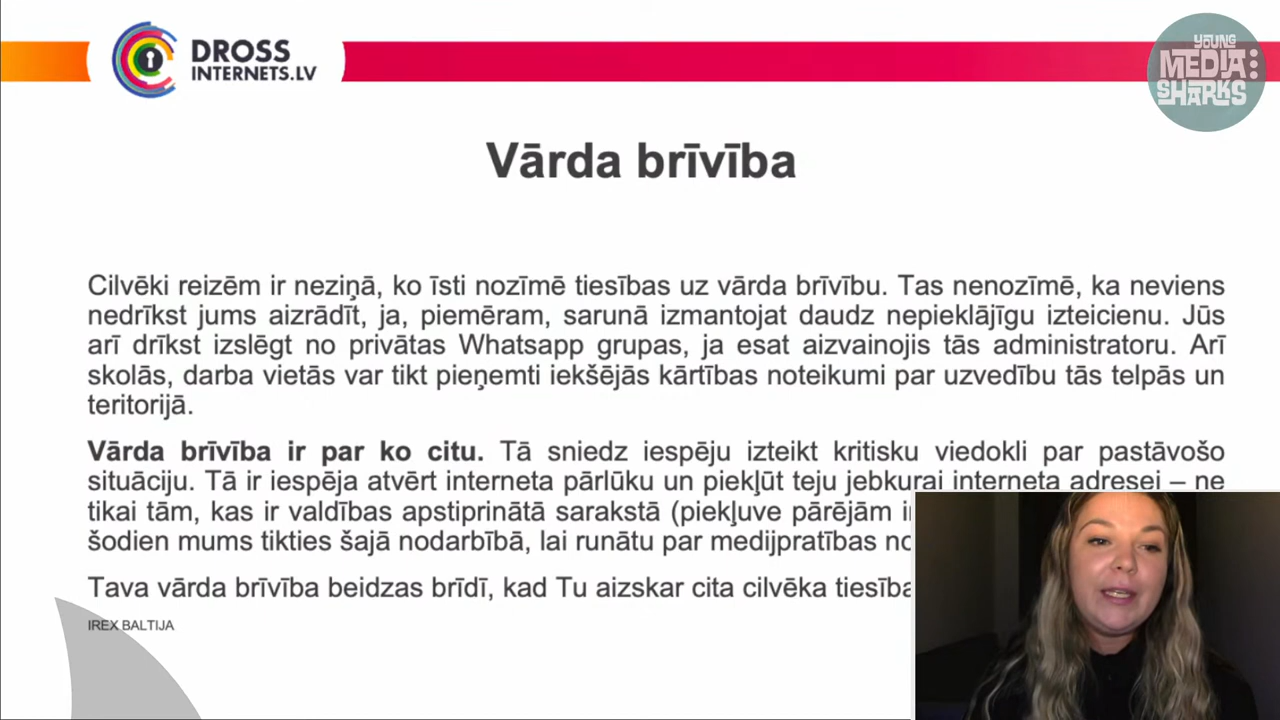 DROSS
INTERNETS.LV
YOUNG
MEDIA:
SHARKS
Vārda brīvība
Cilvēki reizēm ir neziņā, ko īsti nozīmē tiesības uz vārda brīvību. Tas nenozīmē, ka neviens
nedrīkst jums aizrādīt, ja, piemēram, sarunā izmantojat daudz nepieklājīgu izteicienu. Jūs
arī drīkst izslēgt no privātas Whatsapp grupas, ja esat aizvainojis tās administratoru. Arī
skolās, darba vietās var tikt pieņemti iekšējās kārtības noteikumi par uzvedību tās telpās un
teritorijā.
Vārda brīvība ir par ko citu. Tā sniedz iespēju izteikt kritisku viedokli par pastāvošo
situāciju. Tā ir iespēja atvērt interneta pārlūku un piekļūt teju jebkurai interneta adresei – ne
tikai tām, kas ir valdības apstiprinātā sarakstā (piekļuve pārējām
šodien mums tikties šajā nodarbībā, lai runātu par medijpratības
Tava vārda brīvība beidzas brīdī, kad Tu aizskar cita cilvēka
IREX BALTIJA